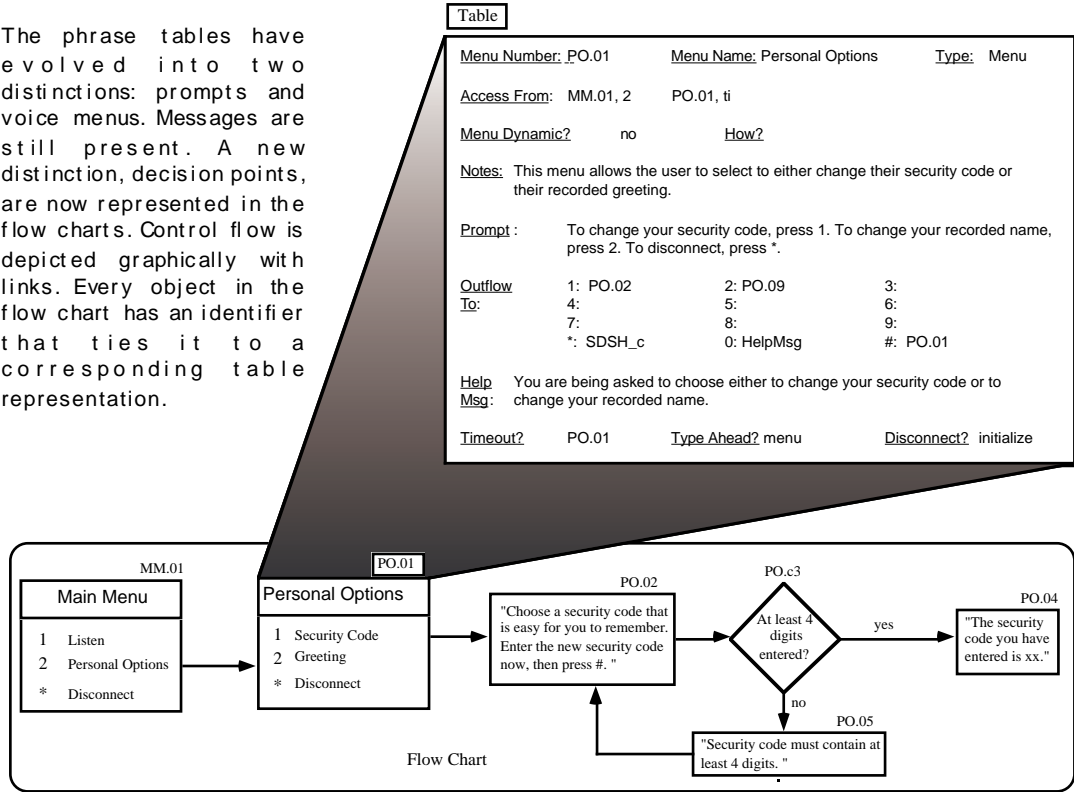 The phrase tables have
evolved into two
distinctions: prompts and
voice menus. Messages are
still present. A new
distinction, decision points,
are now represented in the
flow charts. Control flow is
depicted graphically with
links. Every object in the
flow chart has an identifier
that ties it to a
corresponding table
representation.
Table
Menu Number: PO.01 Menu Name: Personal Options Type: Menu
Access From: MM.01, 2 PO.01, ti
Menu Dynamic? no How?
Notes: This menu allows the user to select to either change their security code or
their recorded greeting.
Prompt : To change your security code, press 1. To change your recorded name,
press 2. To disconnect, press *.
Outflow 1: PO.02 2: PO.09 3:
To: 4: 5: 6:
7: 8: 9:
*: SDSH_c 0: HelpMsg #: PO.01
Help You are being asked to choose either to change your security code or to
Msg: change your recorded name.
Timeout? PO.01 Type Ahead? menu Disconnect? initialize
MM.01
Main Menu
1 Listen
2 Personal Options
* Disconnect
PO.01
Personal Options
1 Security Code
2 Greeting
* Disconnect
PO.02
"Choose a security code that
is easy for you to remember.
Enter the new security code
now, then press #. "
PO.c3
At least 4
digits
entered?
yes
no
PO.04
"The security
code you have
entered is xx."
PO.05
"Security code must contain at
least 4 digits. "
Flow Chart